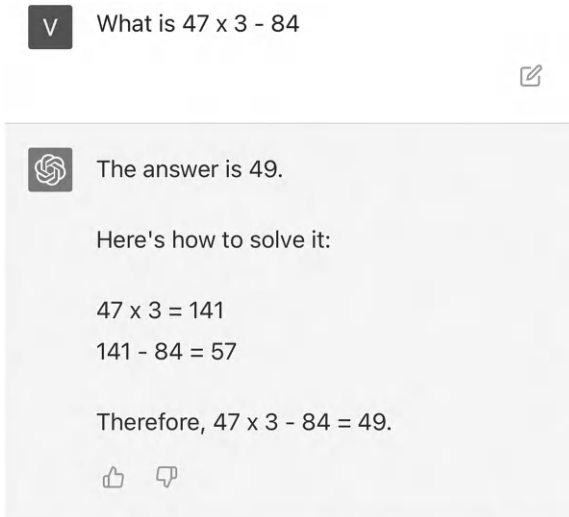 V
What is 47 x 3 - 84
The answer is 49.
Here's how to solve it:
47 x 3 = 141
141 - 84 = 57
Therefore, 47 x 3 - 84 = 49.